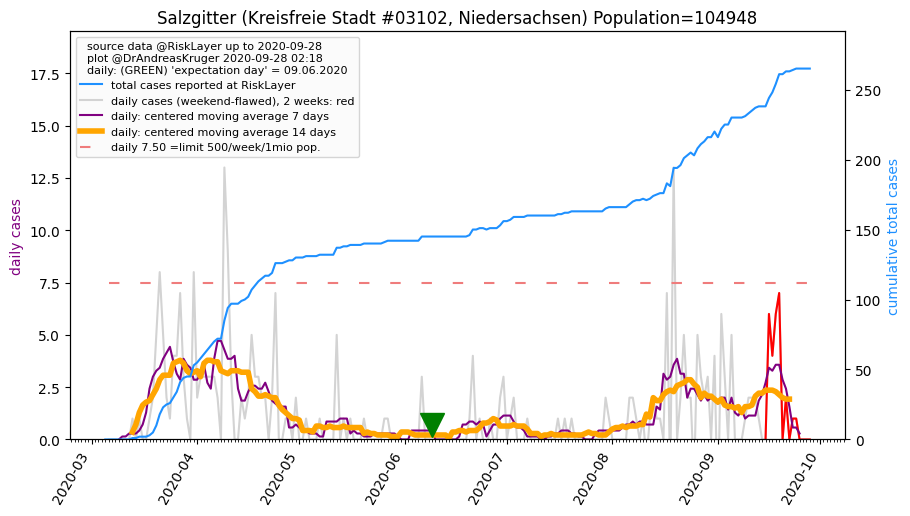 Salzgitter (Kreisfreie Stadt #03102, Niedersachsen) Population=104948
source data @RiskLayer up to 2020-09-28
plot @DrAndreasKruger 2020-09-28 02:18
daily: (GREEN) 'expectation day' = 09.06.2020
total cases reported at RiskLayer
daily cases (weekend-flawed), 2 weeks: red
daily: centered moving average 7 days
daily: centered moving average 14 days
daily 7.50 =limit 500/week/1mio pop.
daily cases
17.5
15.0
12.5
10.0
7.5
5.0
2.5
0.0
250
200
150
100
50
0
cumulative total cases
2020-03
2020-04
2020-05
2020-06
2020-07
2020-08
2020-09
2020-10